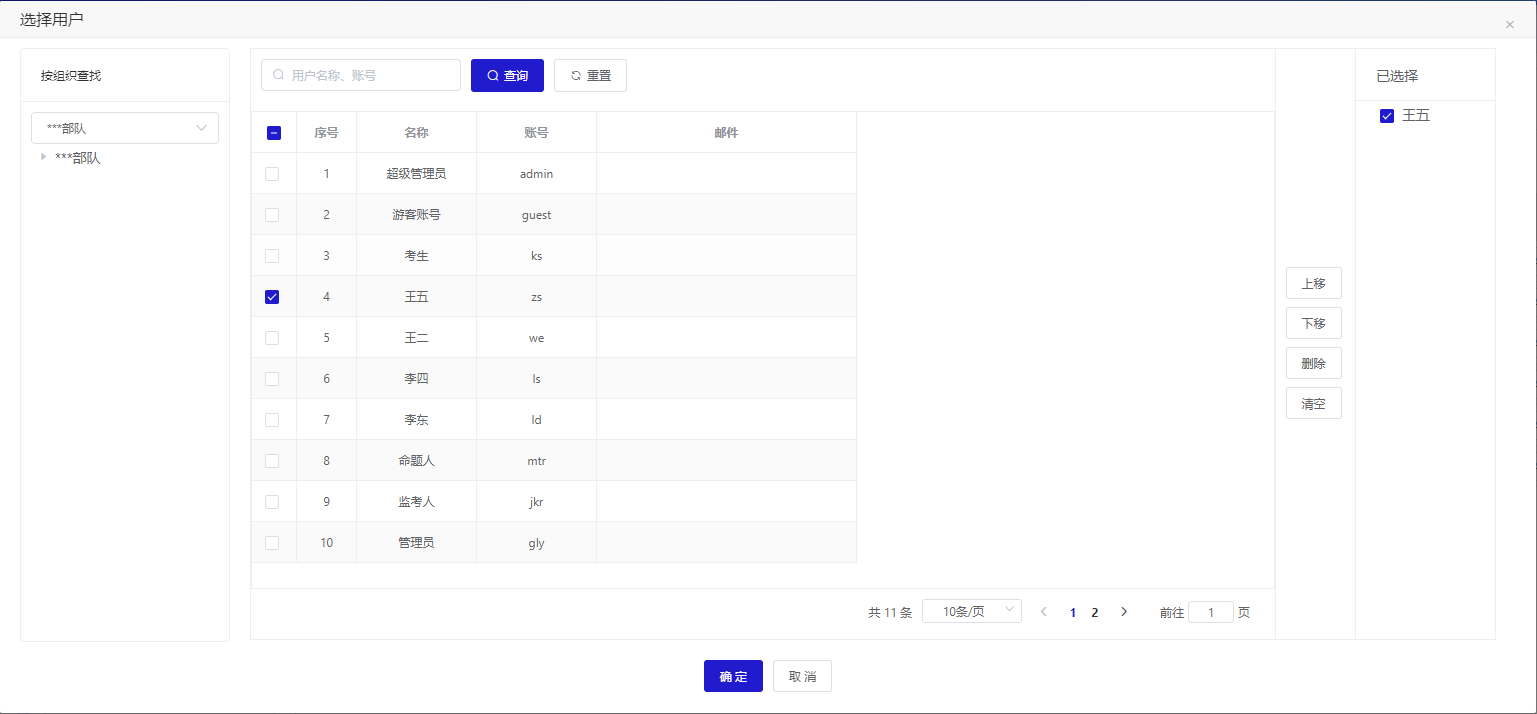 选择用户
按组织查找
***部队
***部队
用户名称、账号
查询
重置
序号 名称 账号 邮件
1 超级管理员 admin
2 游客账号 guest
3 考生 ks
4 王五 zs
5 王二 we
6 李四 ls
7 李东 ld
8 命题人 mtr
9 监考人 jkr
10 管理员 gly
共 11 条 10条/页 1 2 前往 1 页
上移
下移
删除
清空
已选择
王五
确定 取消